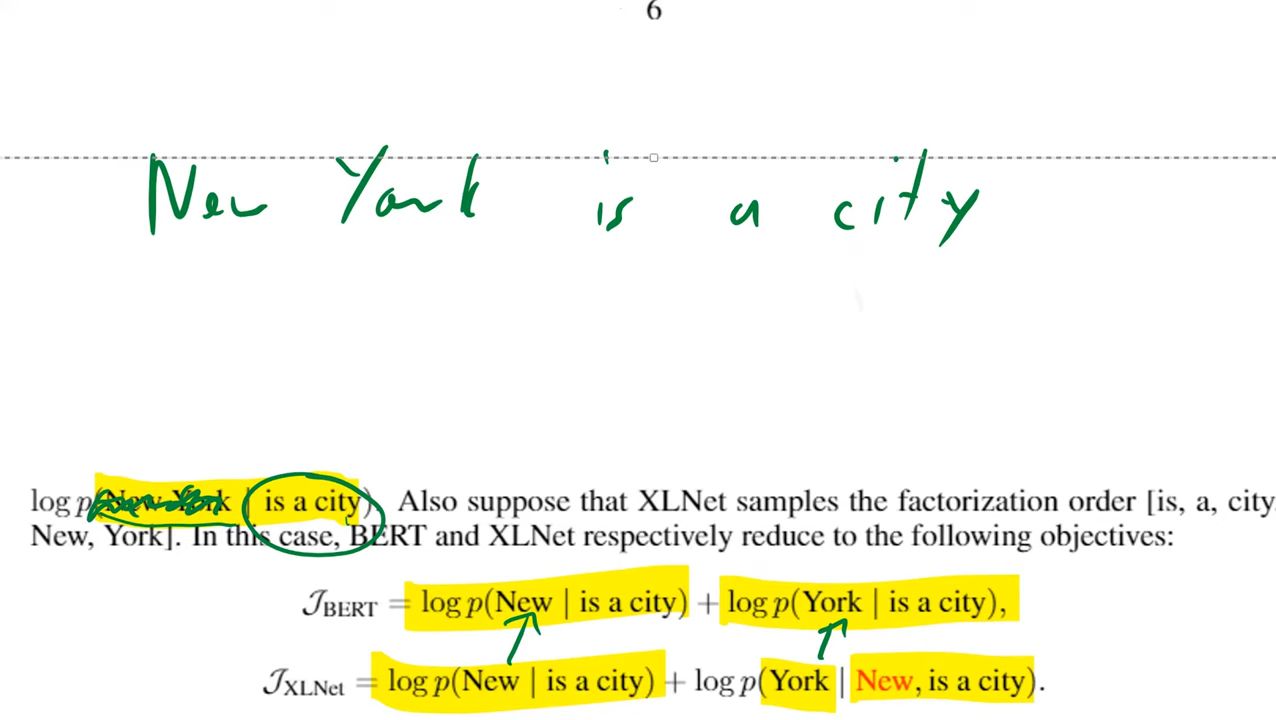 6
New York is a city
log p(New York | is a city). Also suppose that XLNet samples the factorization order [is, a, city,
New, York]. In this case, BERT and XLNet respectively reduce to the following objectives:
𝒥BERT = log p(New | is a city) + log p(York | is a city),
𝒥XLNet = log p(New | is a city) + log p(York | New, is a city).